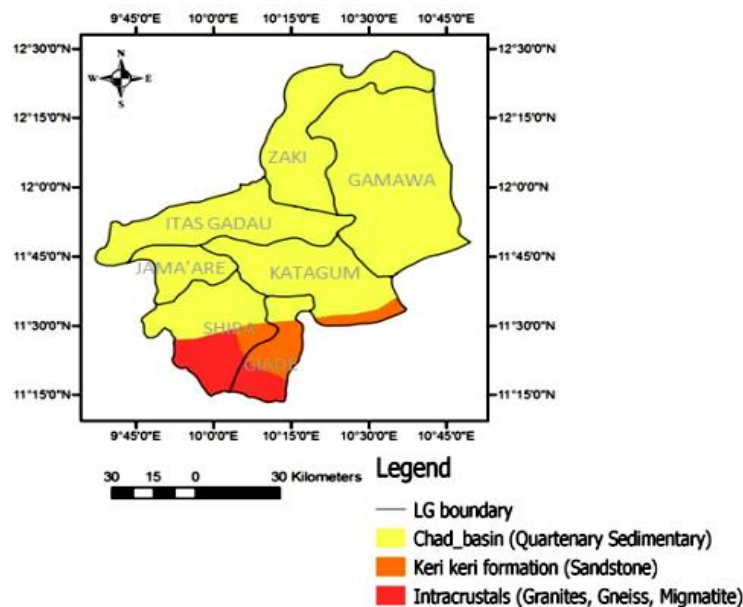 9°45'0"E 10°0'0"E 10°15'0"E 10°30'0"E 10°45'0"E
12°30'0"N 12°30'0"N
N
W E
S
12°15'0"N 12°15'0"N
ZAKI
GAMAWA
12°0'0"N 12°0'0"N
ITAS GADAU
11°45'0"N 11°45'0"N
JAMA'ARE KATAGUM
11°30'0"N 11°30'0"N
SHIRA
GIADE
11°15'0"N 11°15'0"N
9°45'0"E 10°0'0"E 10°15'0"E 10°30'0"E 10°45'0"E
30 15 0 30 Kilometers
Legend
LG boundary
Chad_basin (Quartenary Sedimentary)
Keri keri formation (Sandstone)
Intracrustals (Granites, Gneiss, Migmatite)